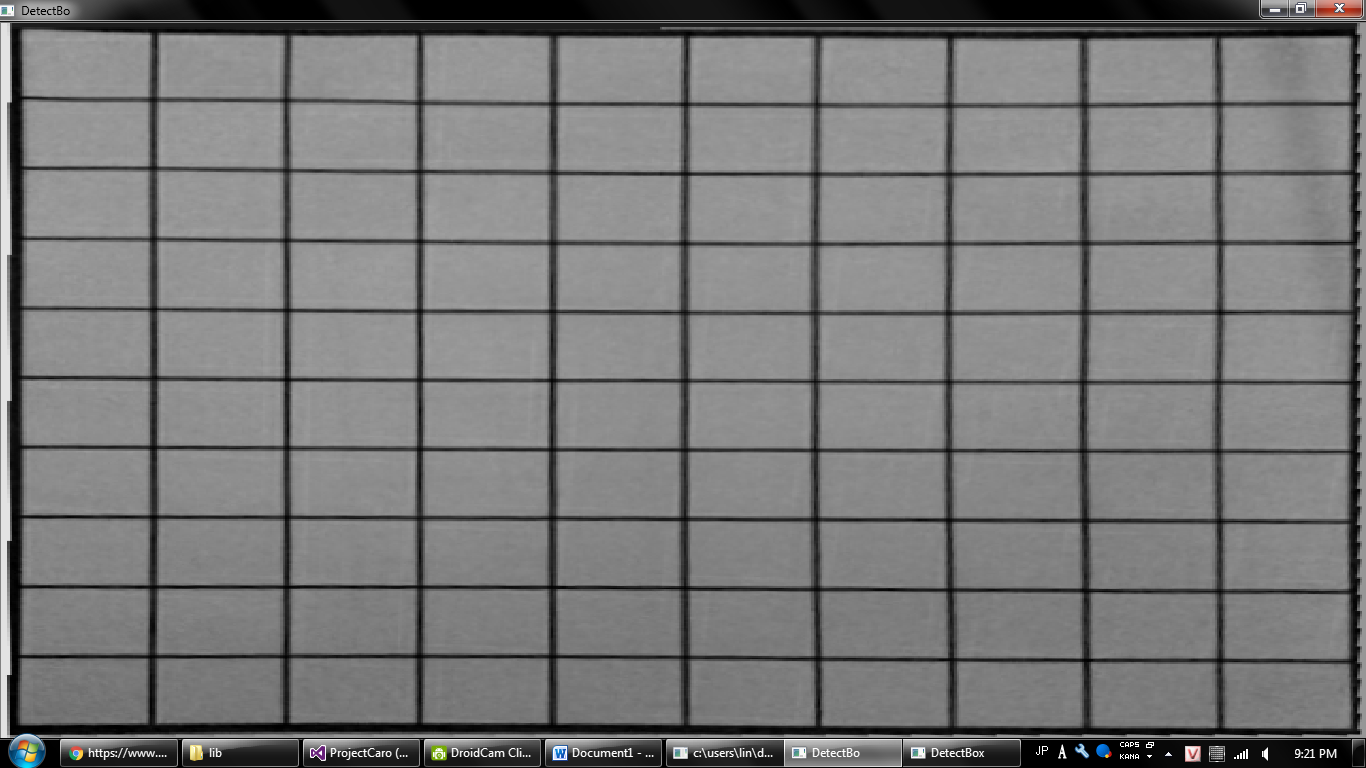 DetectBo
https://www....
lib
ProjectCaro (...
DroidCam Cli...
Document1 - ...
c:\users\lin\d...
DetectBo
DetectBox
JP
A
CAPS
KANA
V
9:21 PM